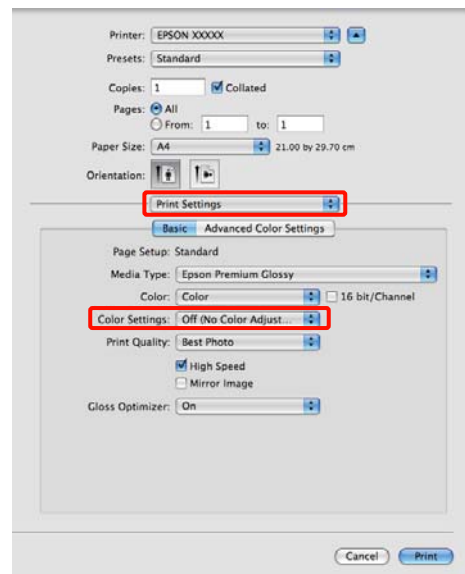 Printer: EPSON XXXXX
Presets: Standard
Copies: 1 Collated
Pages: All
From: 1 to: 1
Paper Size: A4 21.00 by 29.70 cm
Orientation:
Print Settings
Basic Advanced Color Settings
Page Setup: Standard
Media Type: Epson Premium Glossy
Color: Color 16 bit/Channel
Color Settings: Off (No Color Adjust...
Print Quality: Best Photo
High Speed
Mirror Image
Gloss Optimizer: On
Cancel Print